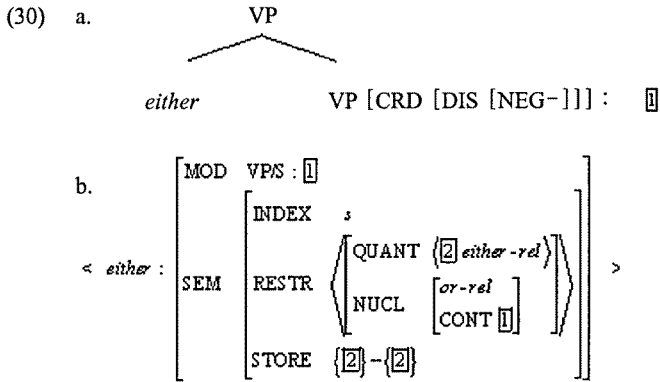 (30) a. VP
either VP [CRD [DIS [NEG-]]] : [1]
b. MOD VP/S : [1]
INDEX s
QUANT {[2] either-rel}
< either : SEM RESTR < >
NUCL [or-rel
CONT [1]]
STORE {[2]}-{[2]}